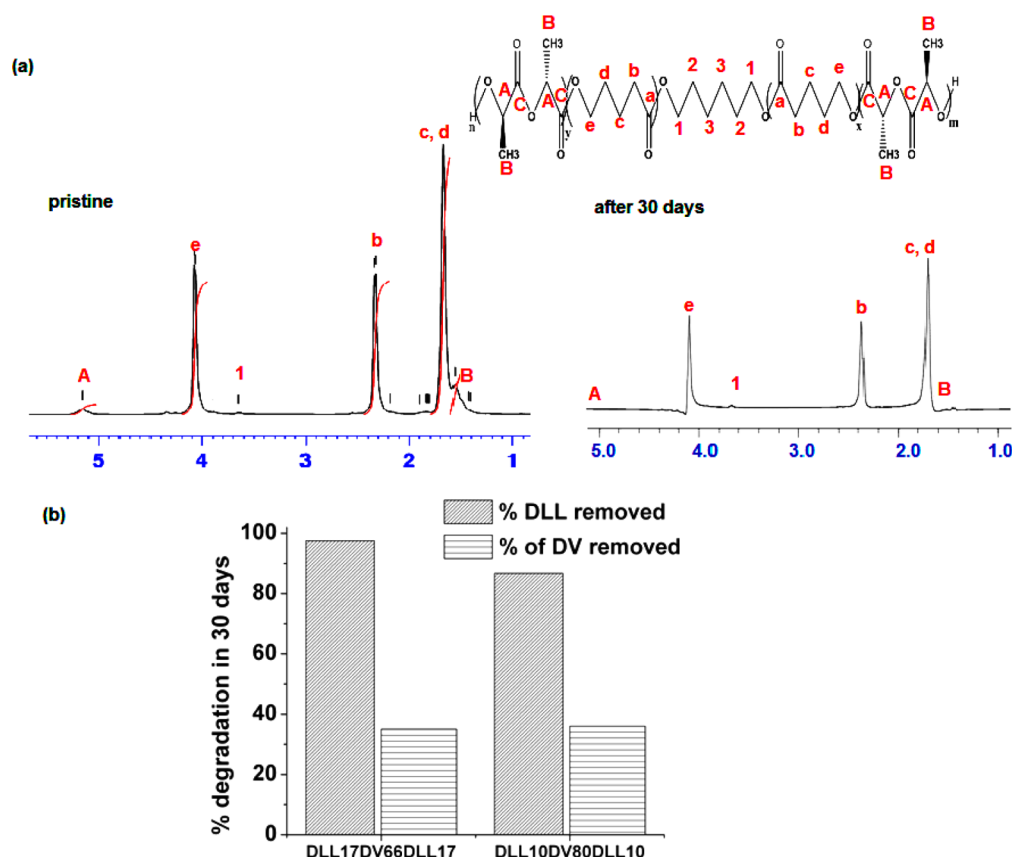 (a)
B
CH3
B
CH3
O
O
O
d
b
2
3
1
c
e
O
A
C
O
A
C
O
O
a
O
a
C
A
O
C
A
H
n
O
y
e
c
O
1
3
2
O
b
d
O
x
O
O
m
CH3
B
CH3
B
pristine
c, d
e
b
A
1
B
5
4
3
2
1
after 30 days
c, d
e
b
A
1
B
5.0
4.0
3.0
2.0
1.0
(b)
% DLL removed
% of DV removed
% degradation in 30 days
100
80
60
40
20
0
DLL17DV66DLL17
DLL10DV80DLL10